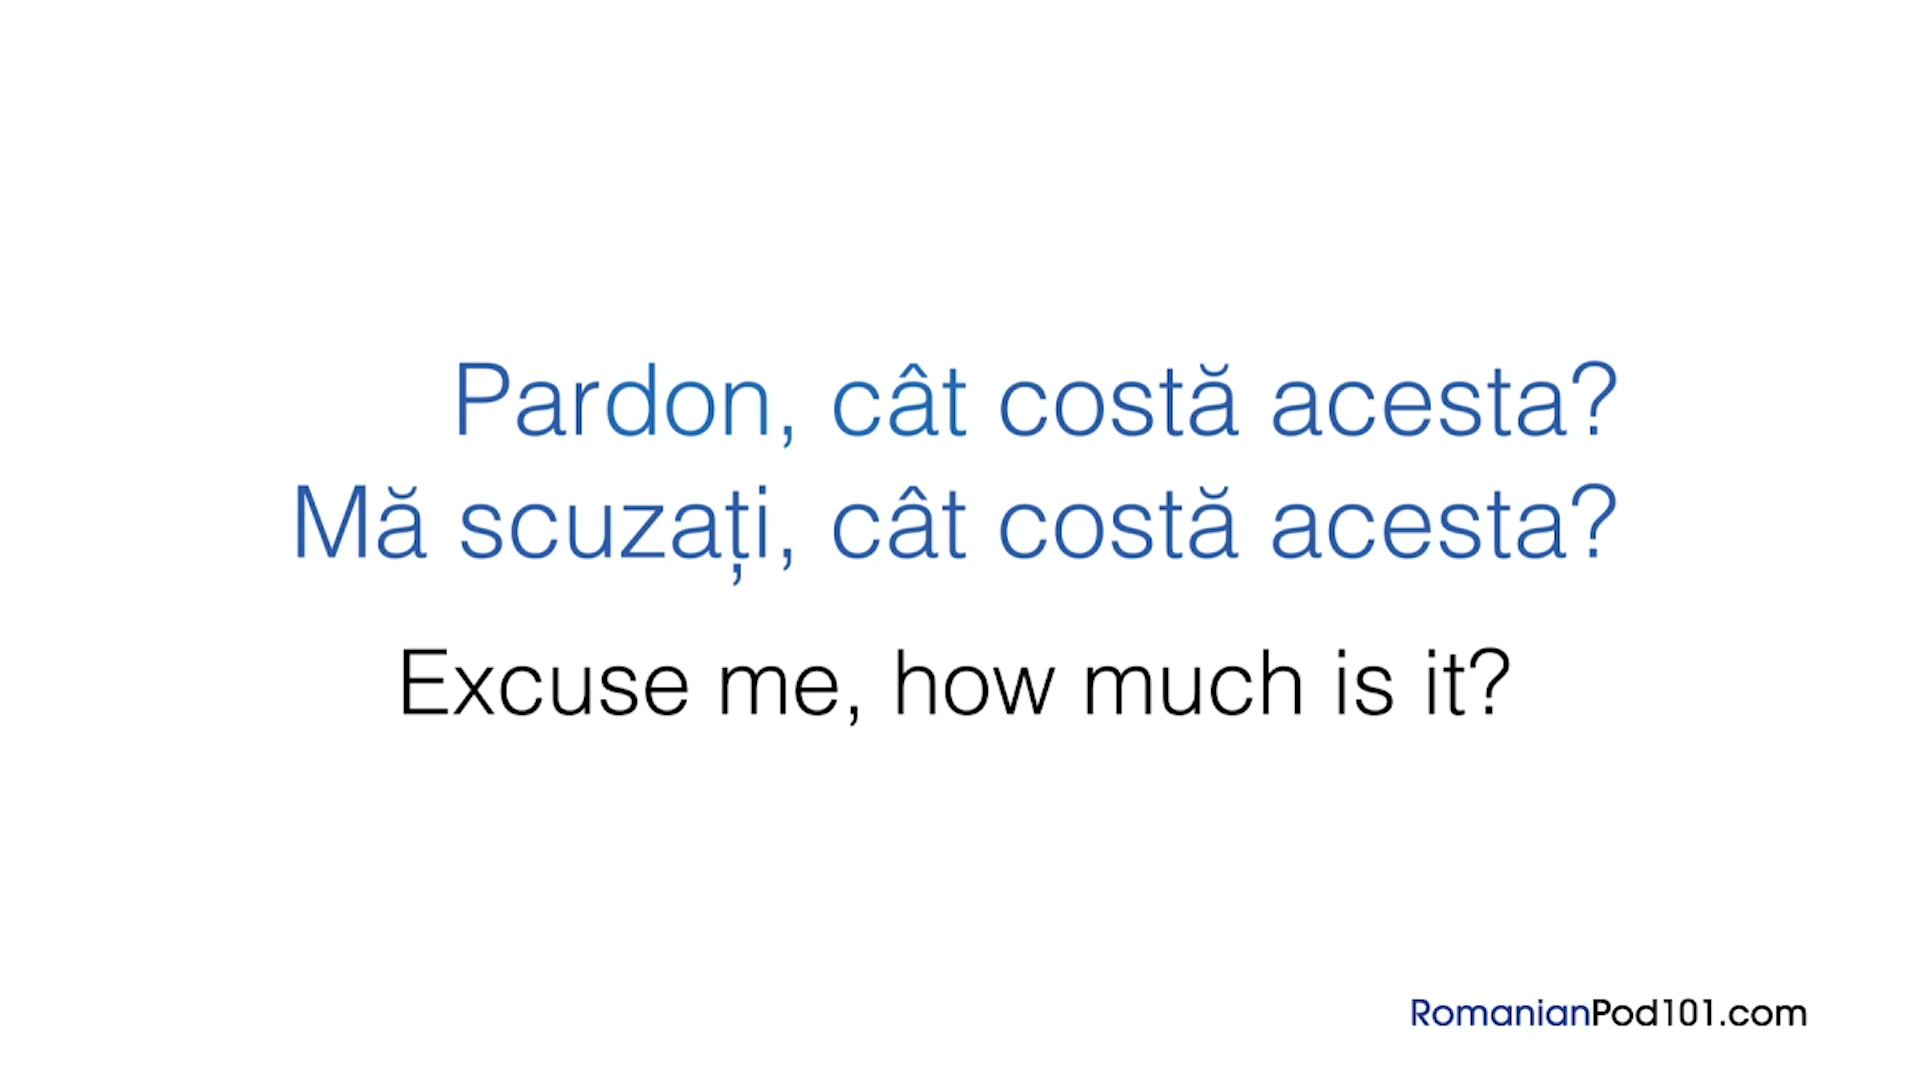 Pardon, cât costă acesta?
Mă scuzați, cât costă acesta?
Excuse me, how much is it?
RomanianPod101.com